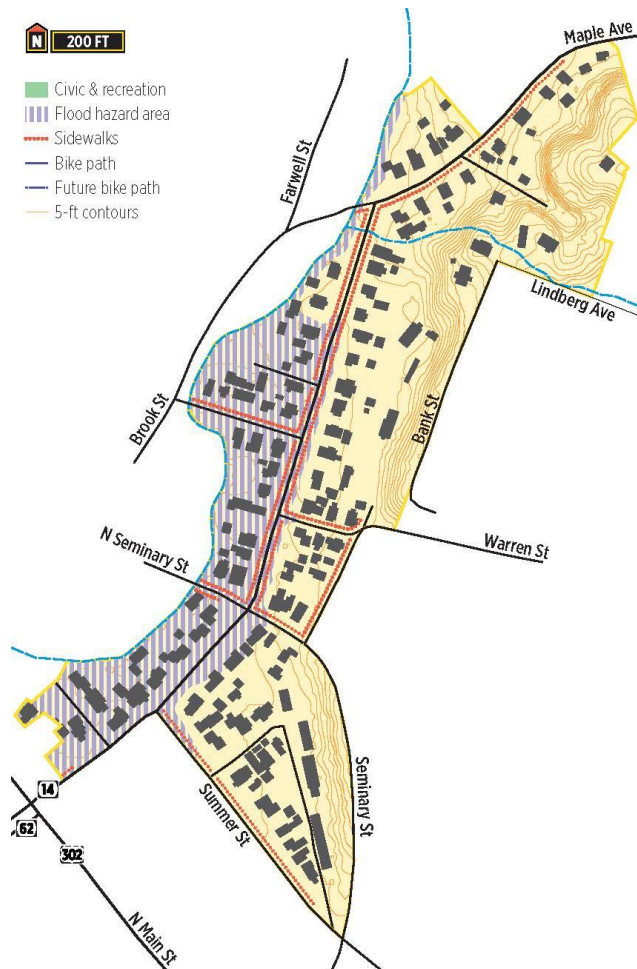 N 200 FT
Civic & recreation
Flood hazard area
Sidewalks
Bike path
Future bike path
5-ft contours
Maple Ave
Farwell St
Lindberg Ave
Brook St
Bank St
N Seminary St
Warren St
Seminary St
Summer St
14
62
302
N Main St